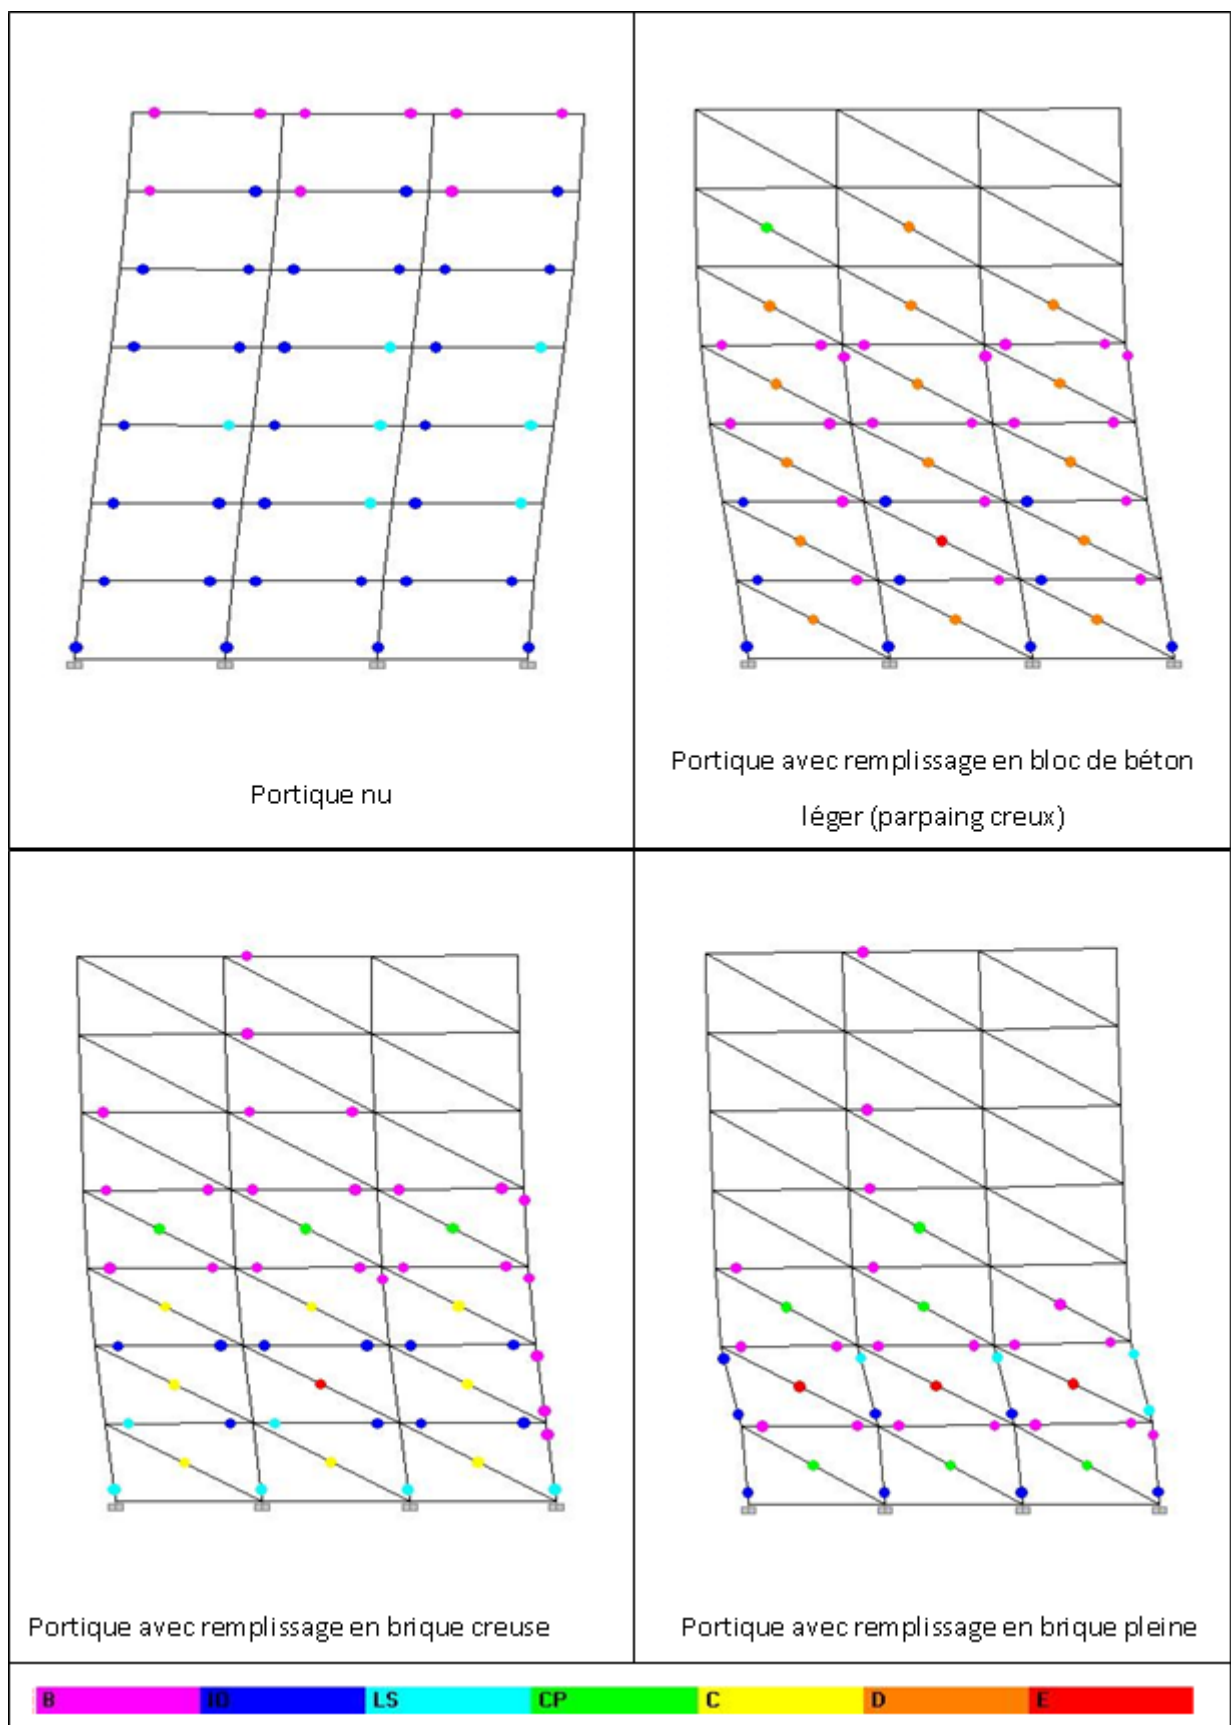 Portique nu
Portique avec remplissage en bloc de béton
léger (parpaing creux)
Portique avec remplissage en brique creuse
Portique avec remplissage en brique pleine
B IO LS CP C D E